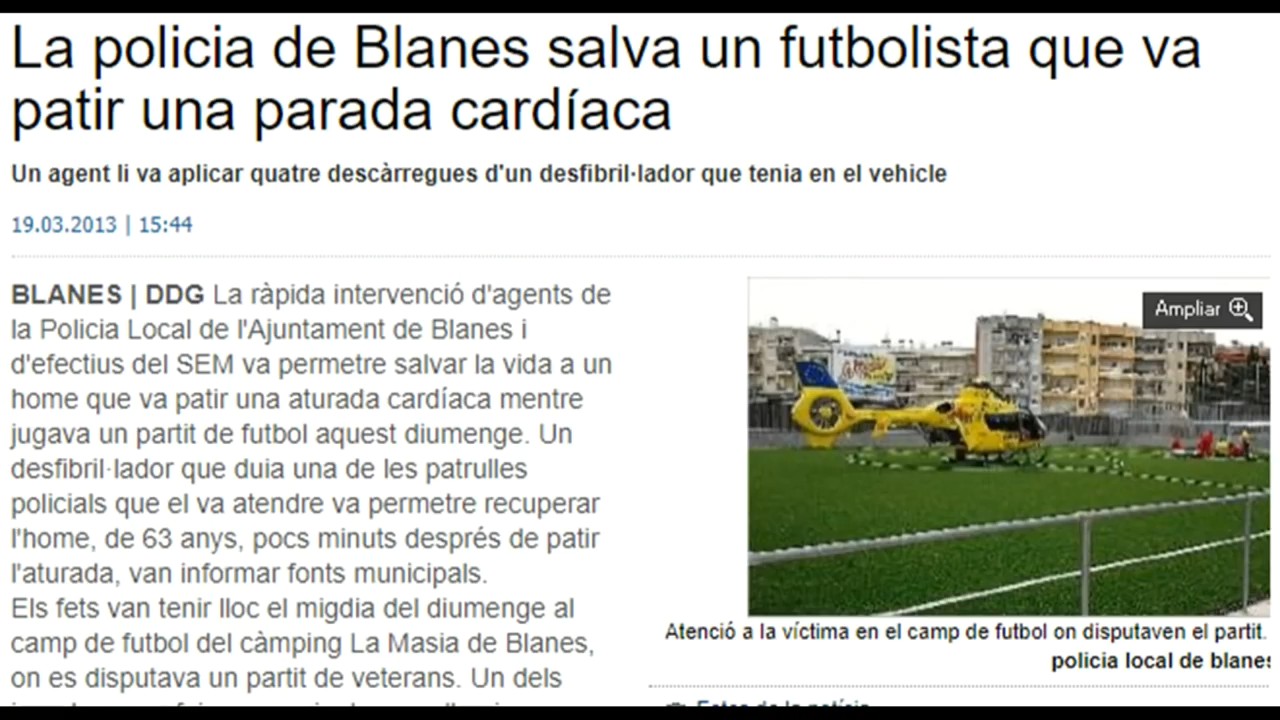 La policia de Blanes salva un futbolista que va
patir una parada cardíaca
Un agent li va aplicar quatre descàrregues d'un desfibril·lador que tenia en el vehicle
19.03.2013 | 15:44
BLANES | DDG La ràpida intervenció d'agents de
la Policia Local de l'Ajuntament de Blanes i
d'efectius del SEM va permetre salvar la vida a un
home que va patir una aturada cardíaca mentre
jugava un partit de futbol aquest diumenge. Un
desfibril·lador que duia una de les patrulles
policials que el va atendre va permetre recuperar
l'home, de 63 anys, pocs minuts després de patir
l'aturada, van informar fonts municipals.
Els fets van tenir lloc el migdia del diumenge al
camp de futbol del càmping La Masia de Blanes,
on es disputava un partit de veterans. Un dels
Ampliar
Atenció a la víctima en el camp de futbol on disputaven el partit.
policia local de blanes
Fotos de la notícia